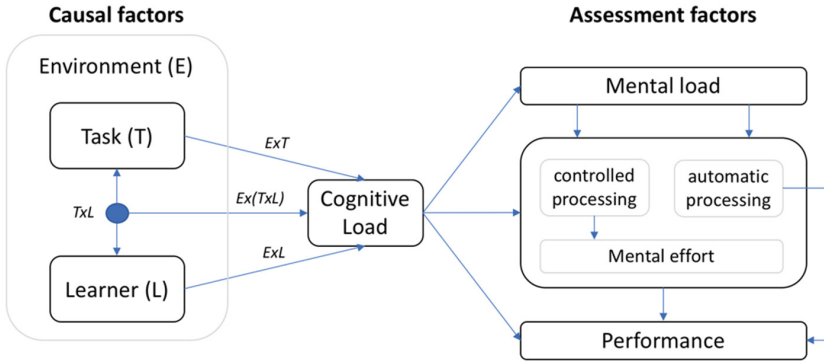 Causal factors
Assessment factors
Environment (E)
Task (T)
TxL
Learner (L)
ExT
Ex(TxL)
ExL
Cognitive
Load
Mental load
controlled
processing
automatic
processing
Mental effort
Performance